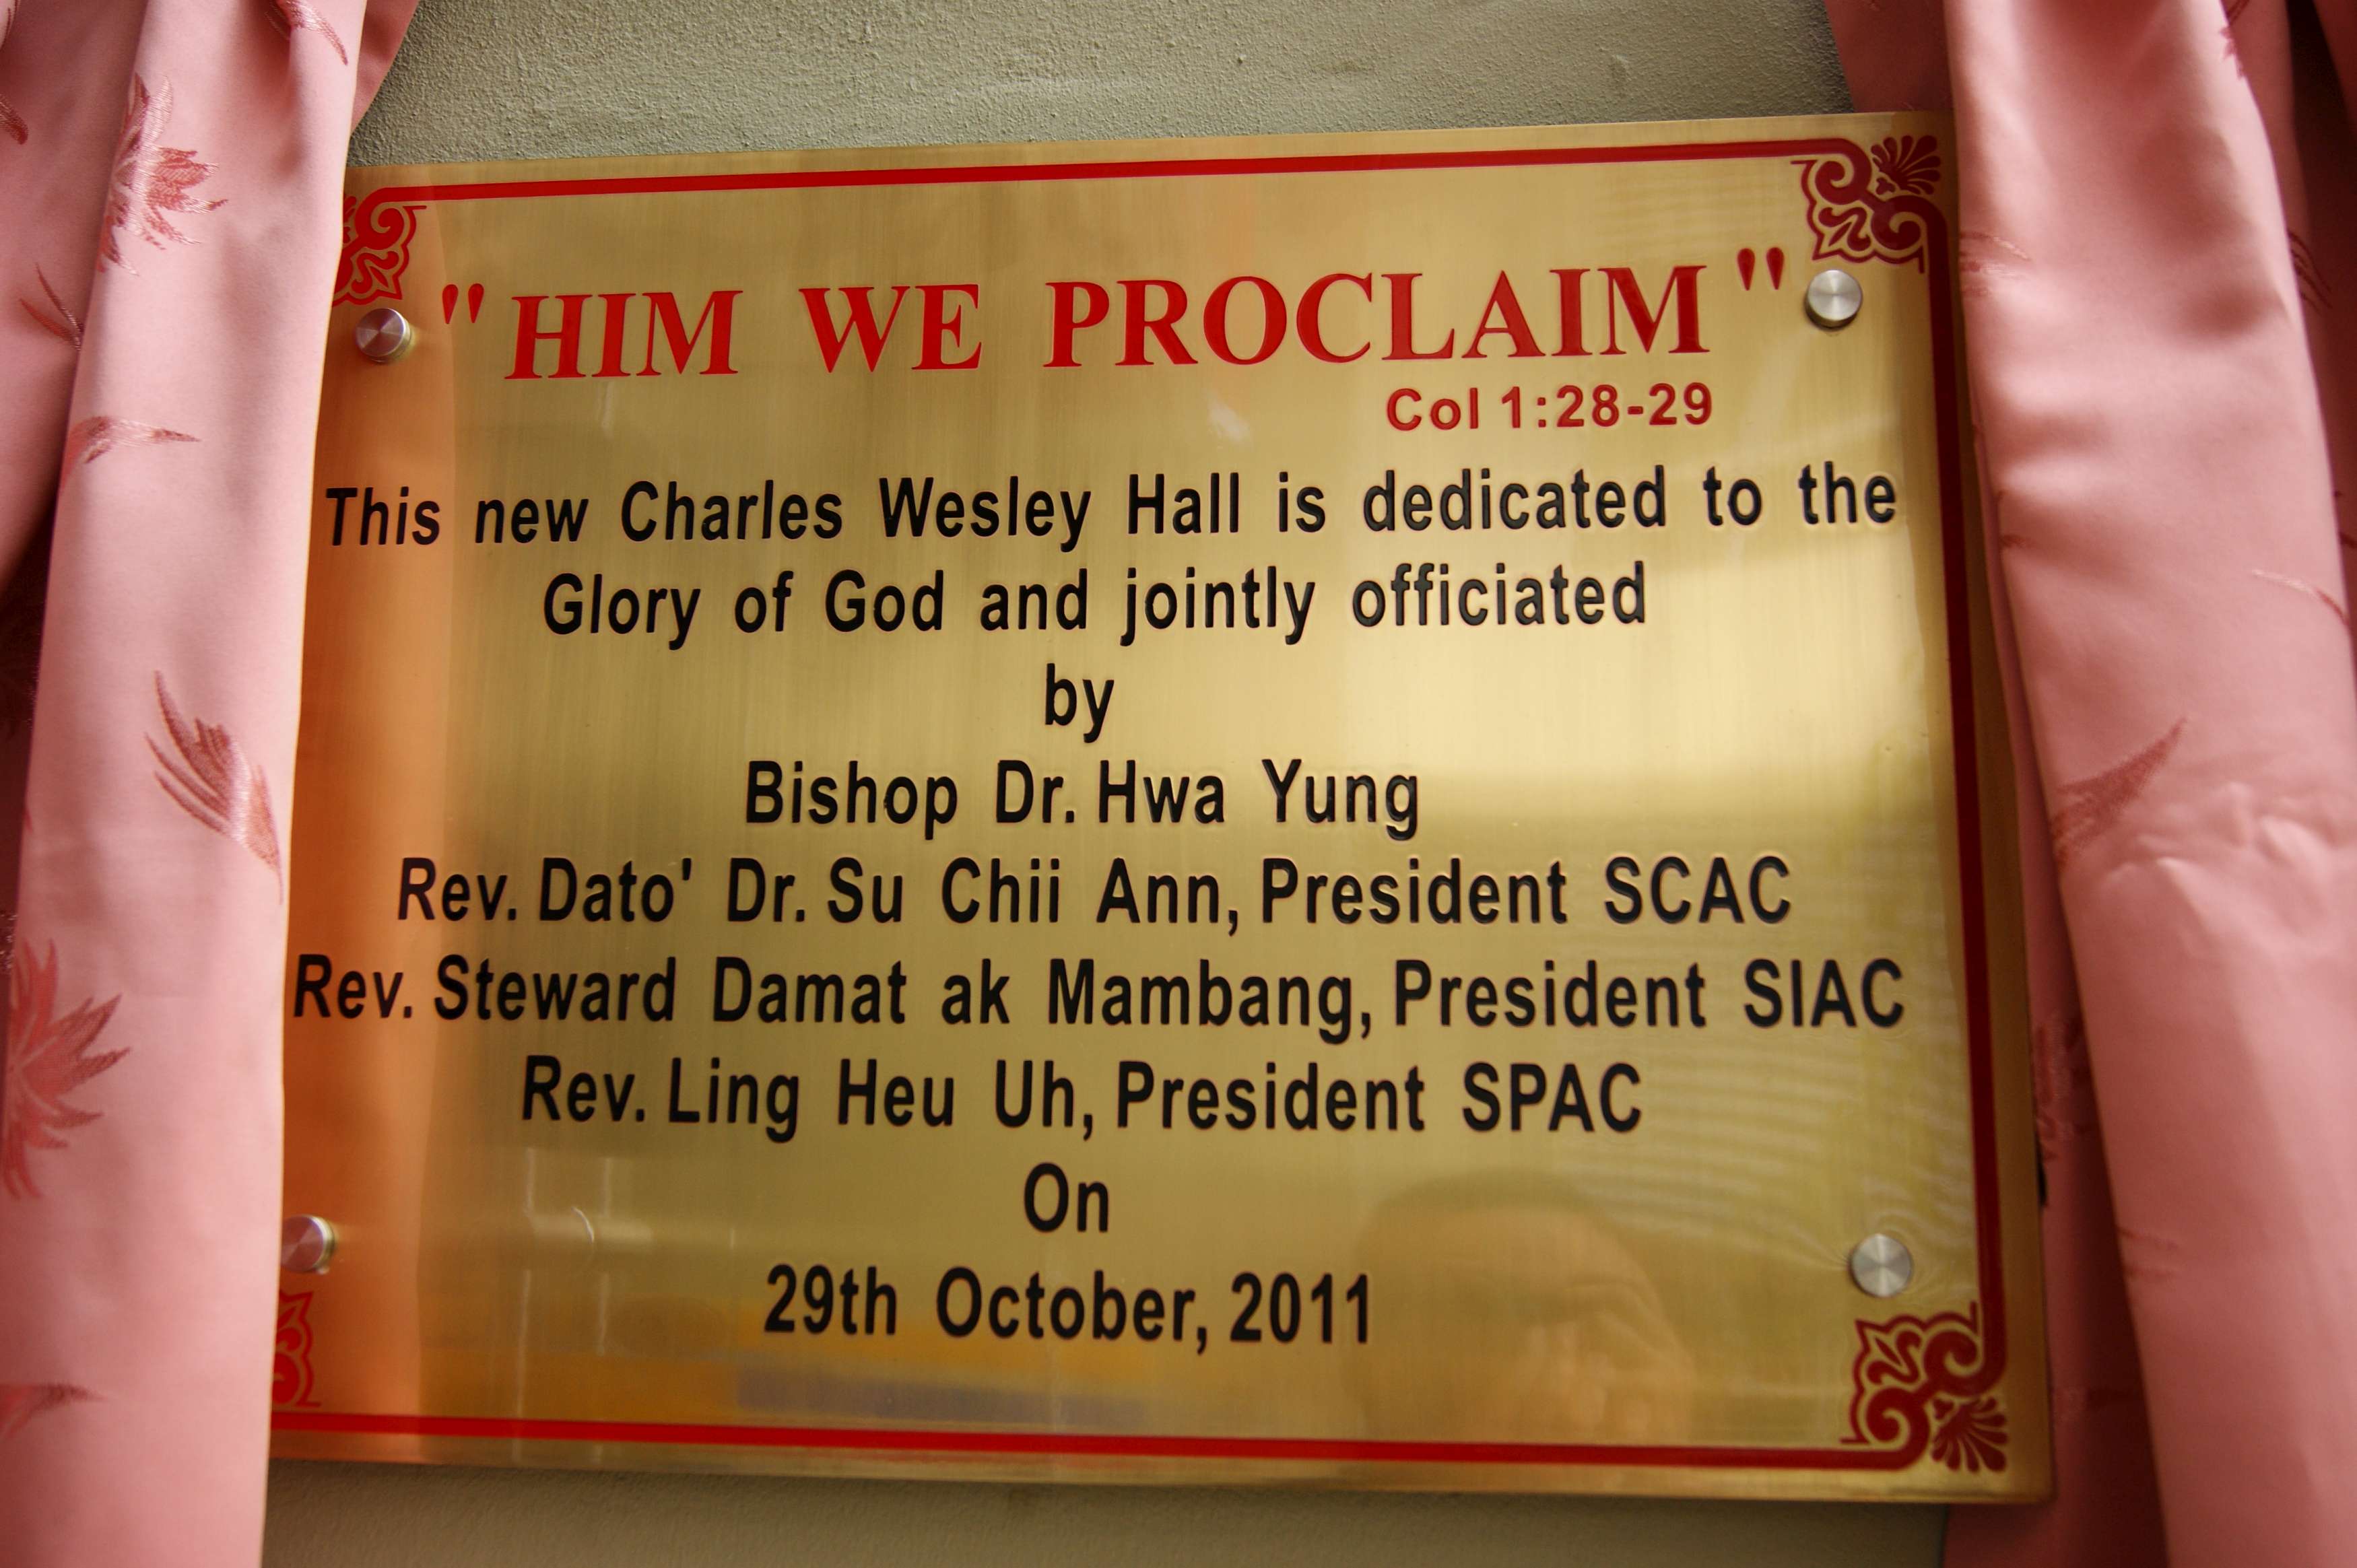 "HIM WE PROCLAIM"
Col 1:28-29
This new Charles Wesley Hall is dedicated to the
Glory of God and jointly officiated
by
Bishop Dr. Hwa Yung
Rev. Dato' Dr. Su Chii Ann, President SCAC
Rev. Steward Damat ak Mambang, President SIAC
Rev. Ling Heu Uh, President SPAC
On
29th October, 2011